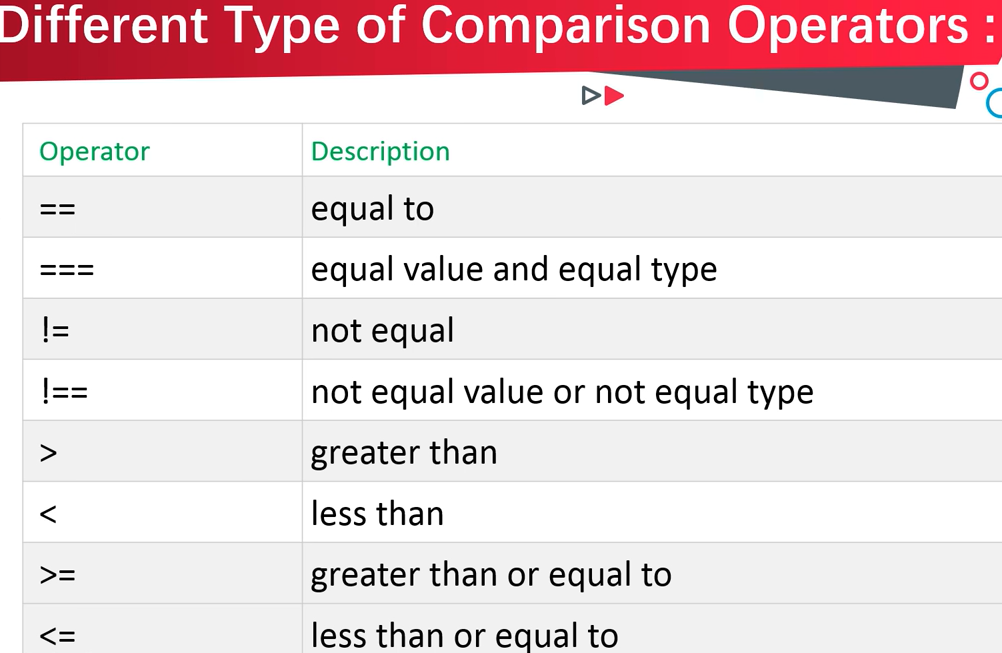 Different Type of Comparison Operators :
Operator Description
== equal to
=== equal value and equal type
!= not equal
!== not equal value or not equal type
> greater than
< less than
>= greater than or equal to
<= less than or equal to